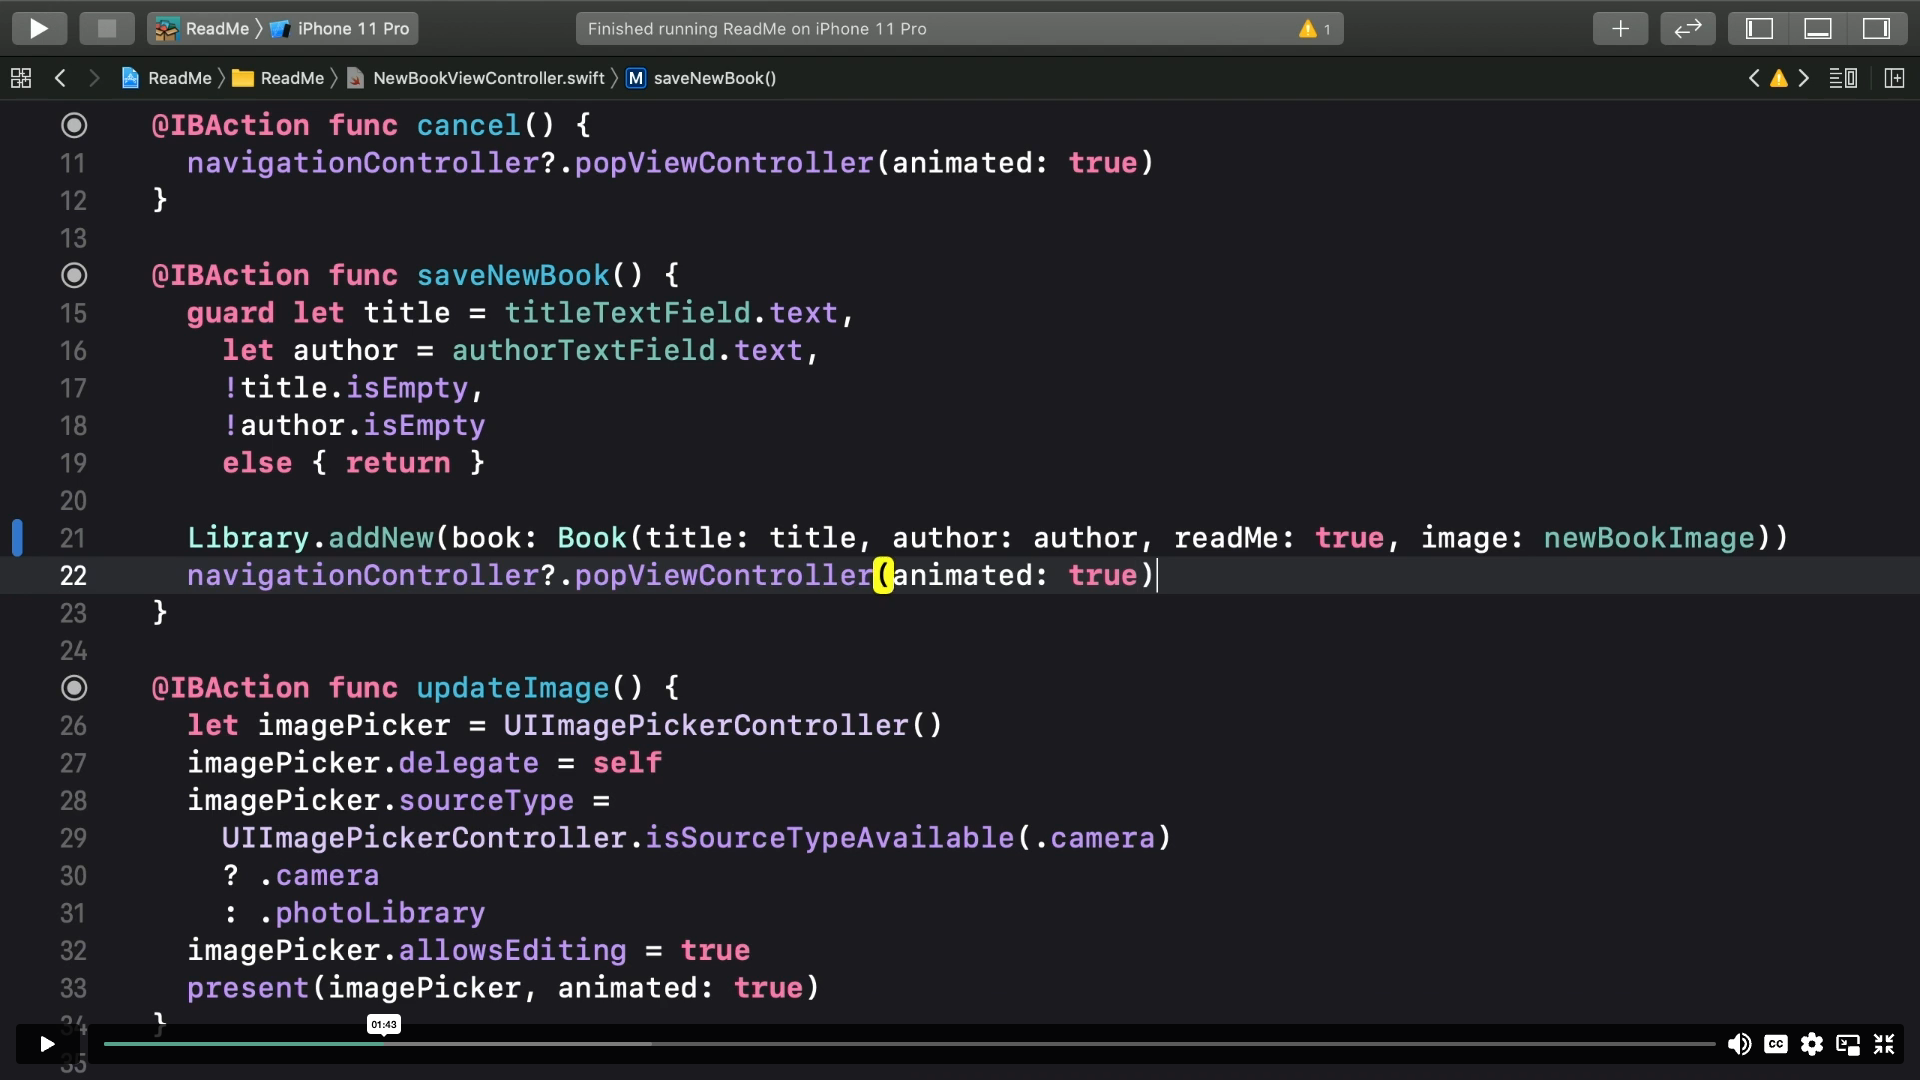 ReadMe 〉 iPhone 11 Pro
Finished running ReadMe on iPhone 11 Pro
1
ReadMe 〉 ReadMe 〉 NewBookViewController.swift 〉 M saveNewBook()
@IBAction func cancel() {
11 navigationController?.popViewController(animated: true)
12 }
13
@IBAction func saveNewBook() {
15 guard let title = titleTextField.text,
16 let author = authorTextField.text,
17 !title.isEmpty,
18 !author.isEmpty
19 else { return }
20
21 Library.addNew(book: Book(title: title, author: author, readMe: true, image: newBookImage))
22 navigationController?.popViewController(animated: true)
23 }
24
@IBAction func updateImage() {
26 let imagePicker = UIImagePickerController()
27 imagePicker.delegate = self
28 imagePicker.sourceType =
29 UIImagePickerController.isSourceTypeAvailable(.camera)
30 ? .camera
31 : .photoLibrary
32 imagePicker.allowsEditing = true
33 present(imagePicker, animated: true)
34 }
01:43
CC
35